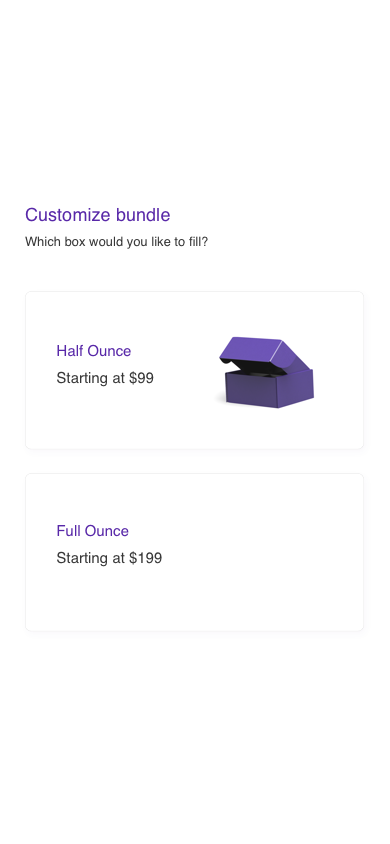 Customize bundle
Which box would you like to fill?
Half Ounce
Starting at $99
Full Ounce
Starting at $199